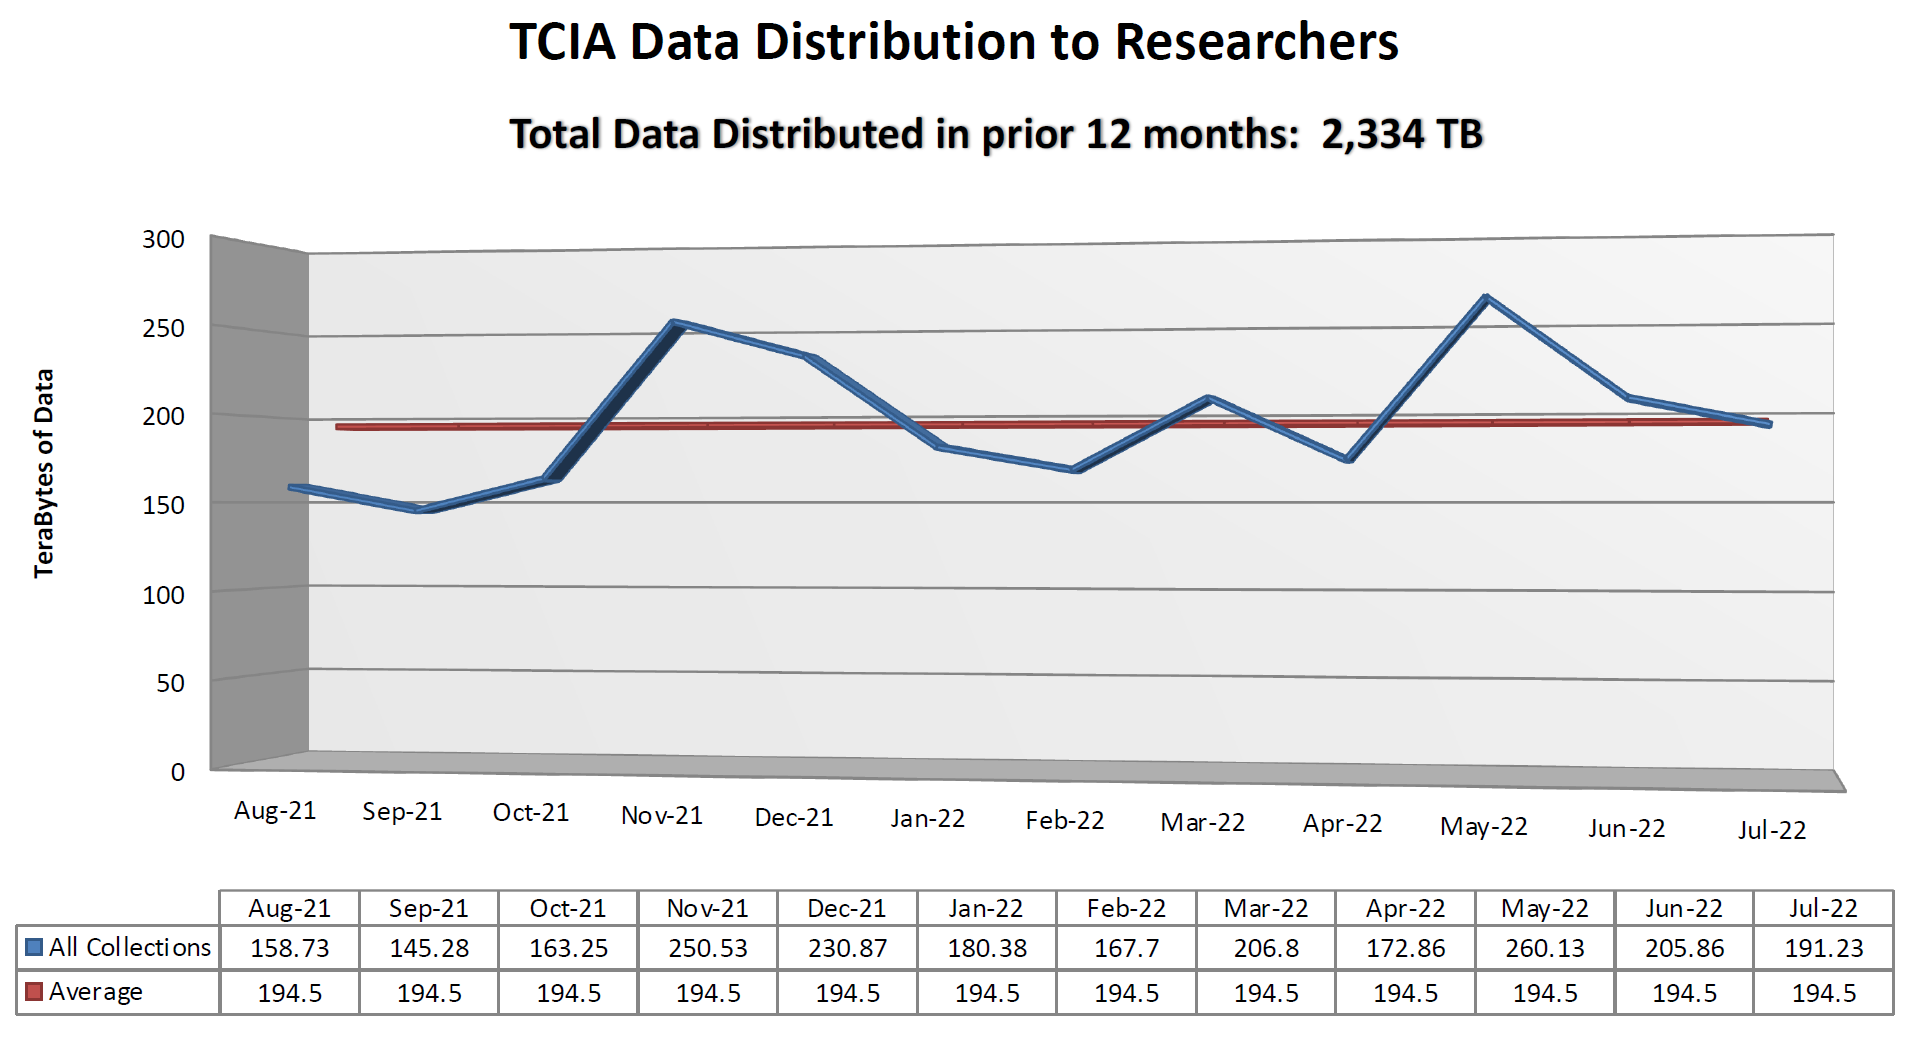 TCIA Data Distribution to Researchers
Total Data Distributed in prior 12 months:  2,334 TB
300
250
200
150
100
50
0
TeraBytes of Data
Aug-21 Sep-21 Oct-21 Nov-21 Dec-21 Jan-22 Feb-22 Mar-22 Apr-22 May-22 Jun-22 Jul-22
Aug-21 Sep-21 Oct-21 Nov-21 Dec-21 Jan-22 Feb-22 Mar-22 Apr-22 May-22 Jun-22 Jul-22
All Collections 158.73 145.28 163.25 250.53 230.87 180.38 167.7 206.8 172.86 260.13 205.86 191.23
Average 194.5 194.5 194.5 194.5 194.5 194.5 194.5 194.5 194.5 194.5 194.5 194.5